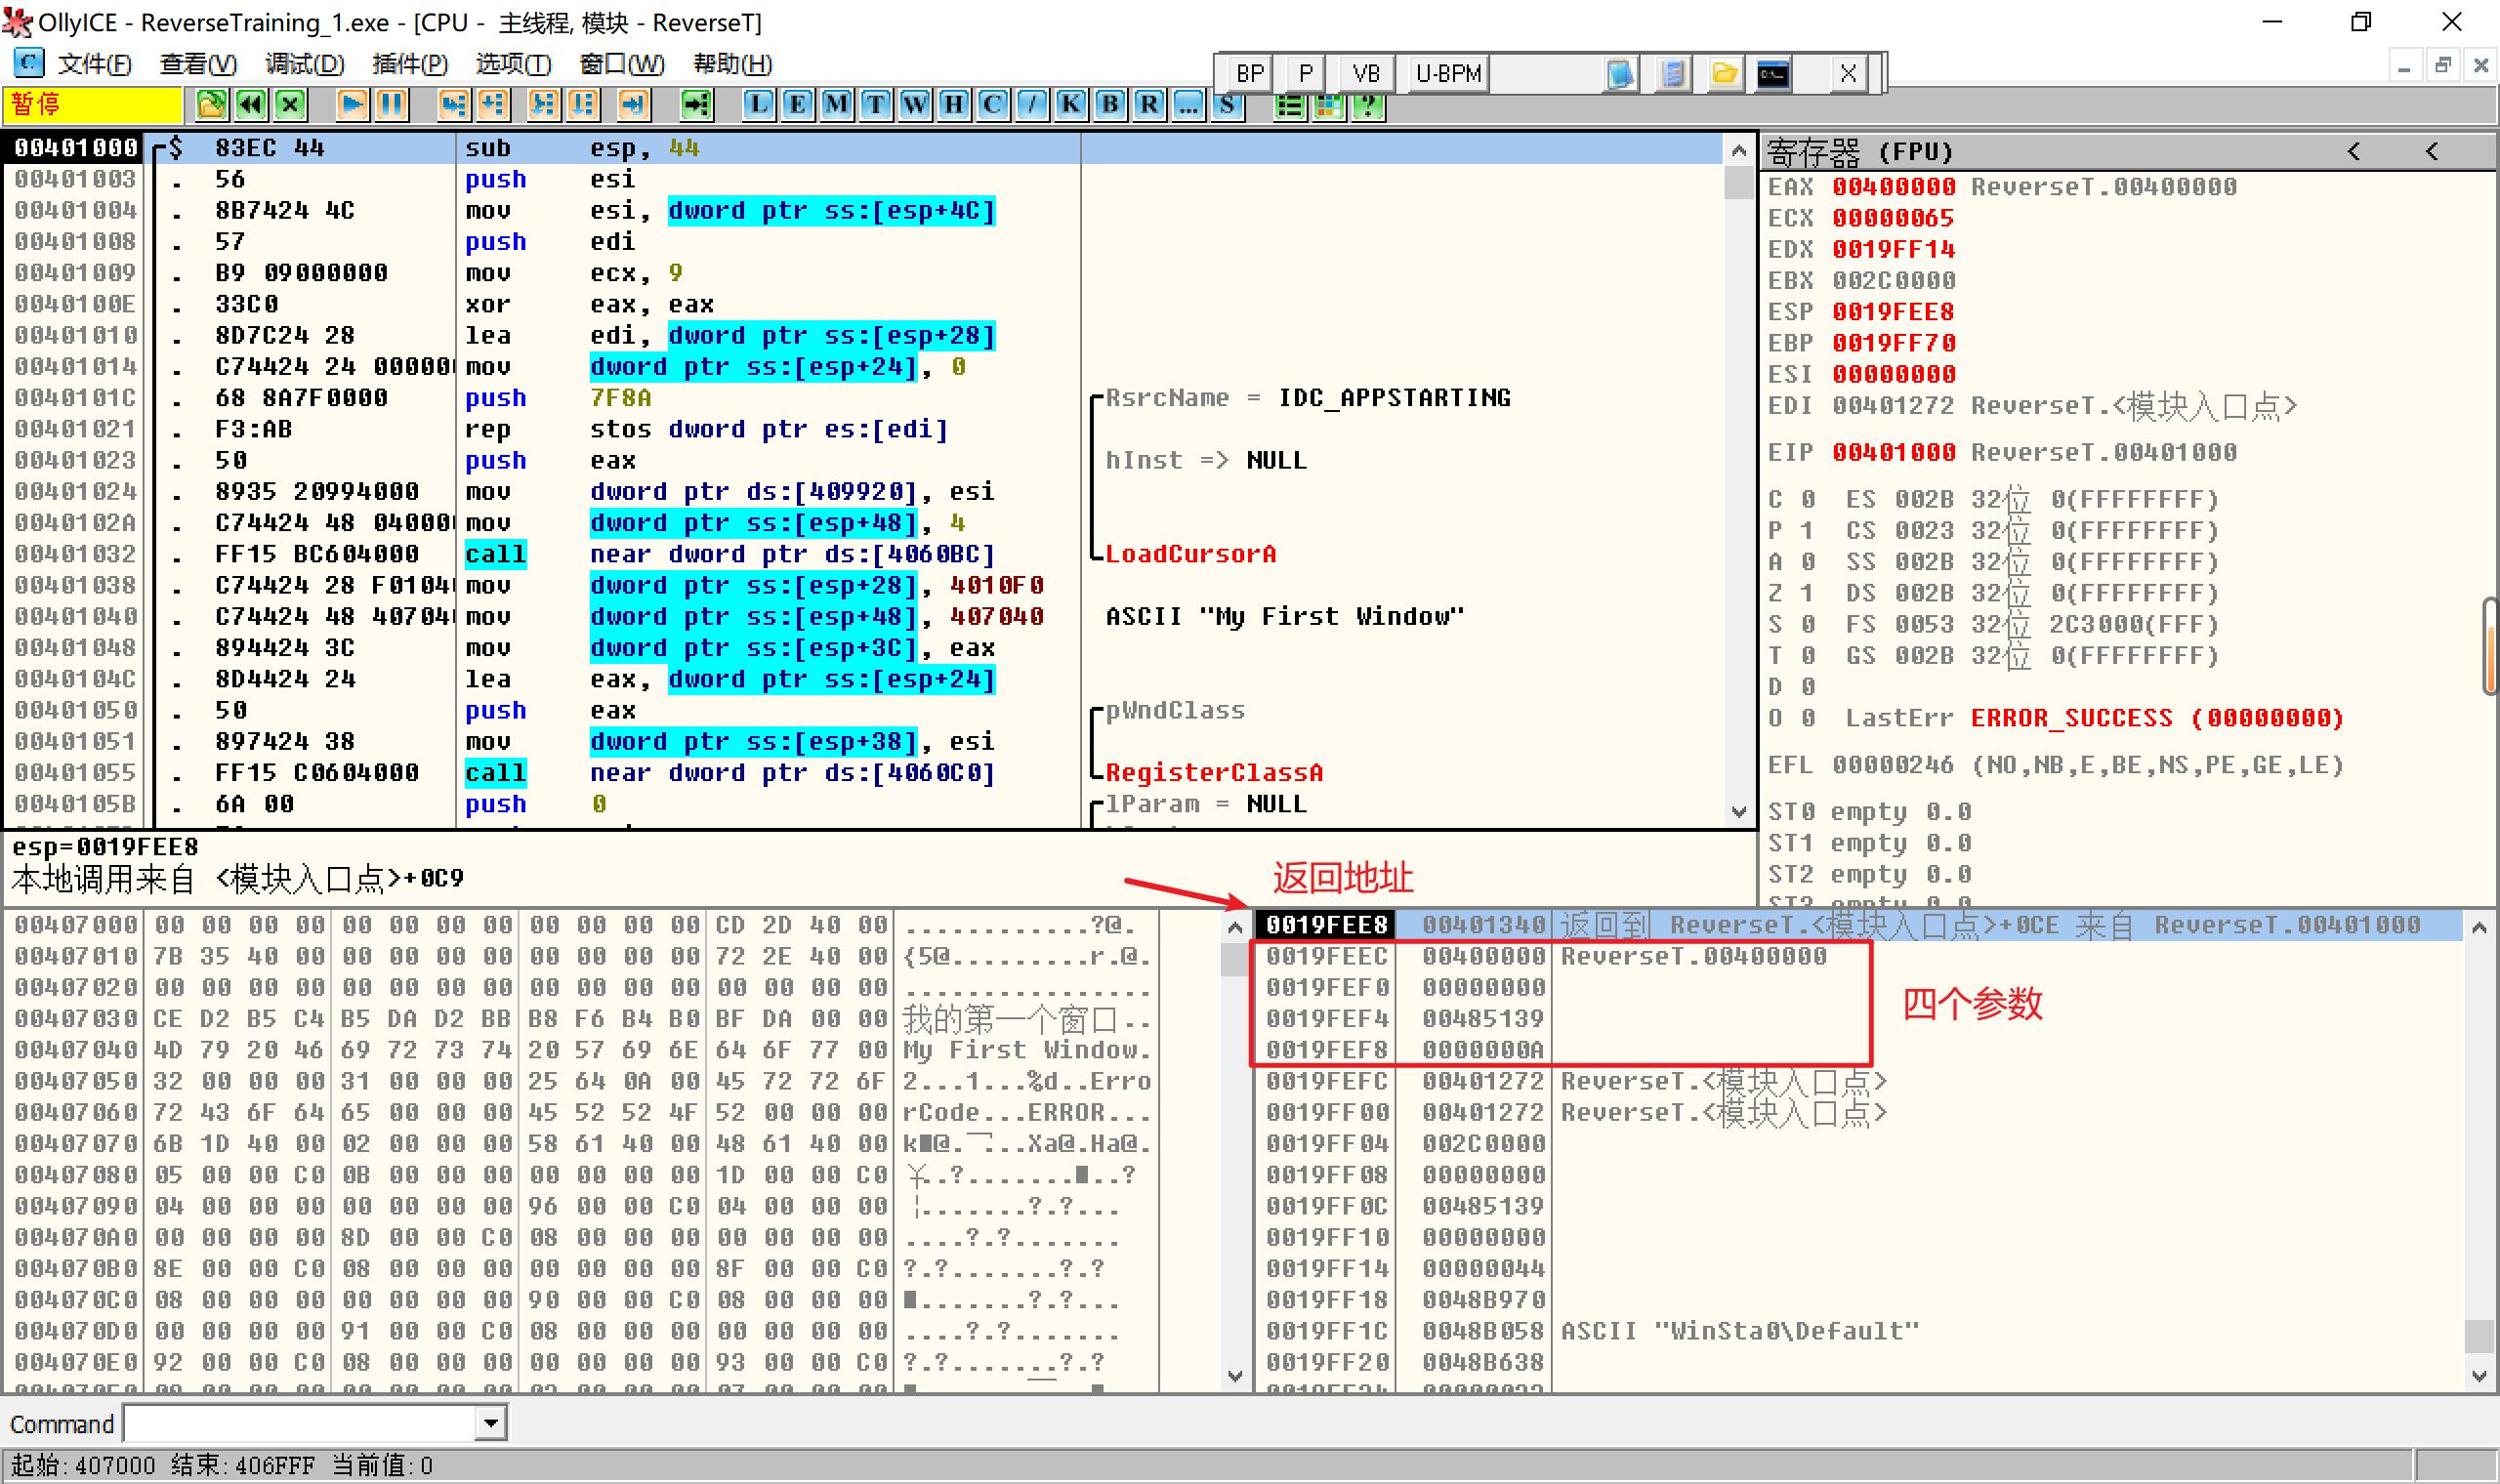 OllyICE - ReverseTraining_1.exe - [CPU - 主线程, 模块 - ReverseT]
文件(F) 查看(V) 调试(D) 插件(P) 选项(T) 窗口(W) 帮助(H)
BP P VB U-BPM X
暂停 L E M T W H C / K B R ... S ?
00401000 $ 83EC 44 sub esp, 44
00401003 . 56 push esi
00401004 . 8B7424 4C mov esi, dword ptr ss:[esp+4C]
00401008 . 57 push edi
00401009 . B9 09000000 mov ecx, 9
0040100E . 33C0 xor eax, eax
00401010 . 8D7C24 28 lea edi, dword ptr ss:[esp+28]
00401014 . C74424 24 00000 mov dword ptr ss:[esp+24], 0
0040101C . 68 8A7F0000 push 7F8A RsrcName = IDC_APPSTARTING
00401021 . F3:AB rep stos dword ptr es:[edi]
00401023 . 50 push eax hInst => NULL
00401024 . 8935 20994000 mov dword ptr ds:[409920], esi
0040102A . C74424 48 04000 mov dword ptr ss:[esp+48], 4
00401032 . FF15 BC604000 call near dword ptr ds:[4060BC] LoadCursorA
00401038 . C74424 28 F0104 mov dword ptr ss:[esp+28], 4010F0
00401040 . C74424 48 40704 mov dword ptr ss:[esp+48], 407040 ASCII "My First Window"
00401048 . 894424 3C mov dword ptr ss:[esp+3C], eax
0040104C . 8D4424 24 lea eax, dword ptr ss:[esp+24]
00401050 . 50 push eax pWndClass
00401051 . 897424 38 mov dword ptr ss:[esp+38], esi
00401055 . FF15 C0604000 call near dword ptr ds:[4060C0] RegisterClassA
0040105B . 6A 00 push 0 lParam = NULL
寄存器 (FPU) < <
EAX 00400000 ReverseT.00400000
ECX 00000065
EDX 0019FF14
EBX 002C0000
ESP 0019FEE8
EBP 0019FF70
ESI 00000000
EDI 00401272 ReverseT.<模块入口点>
EIP 00401000 ReverseT.00401000
C 0 ES 002B 32位 0(FFFFFFFF)
P 1 CS 0023 32位 0(FFFFFFFF)
A 0 SS 002B 32位 0(FFFFFFFF)
Z 1 DS 002B 32位 0(FFFFFFFF)
S 0 FS 0053 32位 2C3000(FFF)
T 0 GS 002B 32位 0(FFFFFFFF)
D 0
O 0 LastErr ERROR_SUCCESS (00000000)
EFL 00000246 (NO,NB,E,BE,NS,PE,GE,LE)
ST0 empty 0.0
ST1 empty 0.0
ST2 empty 0.0
ST3 empty 0.0
esp=0019FEE8
本地调用来自 <模块入口点>+0C9
返回地址
00407000 00 00 00 00 00 00 00 00 00 00 00 00 CD 2D 40 00 ............?@.
00407010 7B 35 40 00 00 00 00 00 00 00 00 00 72 2E 40 00 {5@.........r.@.
00407020 00 00 00 00 00 00 00 00 00 00 00 00 00 00 00 00 ................
00407030 CE D2 B5 C4 B5 DA D2 BB B8 F6 B4 B0 BF DA 00 00 我的第一个窗口..
00407040 4D 79 20 46 69 72 73 74 20 57 69 6E 64 6F 77 00 My First Window.
00407050 32 00 00 00 31 00 00 00 25 64 0A 00 45 72 72 6F 2...1...%d..Erro
00407060 72 43 6F 64 65 00 00 00 45 52 52 4F 52 00 00 00 rCode...ERROR...
00407070 6B 1D 40 00 02 00 00 00 58 61 40 00 48 61 40 00 k@....Xa@.Ha@.
00407080 05 00 00 C0 0B 00 00 00 00 00 00 00 1D 00 00 C0 ..?.........?
00407090 04 00 00 00 00 00 00 00 96 00 00 C0 04 00 00 00 .......?.?...
004070A0 00 00 00 00 8D 00 00 C0 08 00 00 00 00 00 00 00 ....?.?.......
004070B0 8E 00 00 C0 08 00 00 00 00 00 00 00 8F 00 00 C0 ?.?.......?.?
004070C0 08 00 00 00 00 00 00 00 90 00 00 C0 08 00 00 00 .......?.?...
004070D0 00 00 00 00 91 00 00 C0 08 00 00 00 00 00 00 00 ....?.?.......
004070E0 92 00 00 C0 08 00 00 00 00 00 00 00 93 00 00 C0 ?.?.......?.?
0019FEE8 00401340 返回到 ReverseT.<模块入口点>+0CE 来自 ReverseT.00401000
0019FEEC 00400000 ReverseT.00400000
0019FEF0 00000000
0019FEF4 00485139
0019FEF8 0000000A
四个参数
0019FEFC 00401272 ReverseT.<模块入口点>
0019FF00 00401272 ReverseT.<模块入口点>
0019FF04 002C0000
0019FF08 00000000
0019FF0C 00485139
0019FF10 00000000
0019FF14 00000044
0019FF18 0048B970
0019FF1C 0048B058 ASCII "WinSta0\Default"
0019FF20 0048B638
Command
起始:407000 结束:406FFF 当前值:0